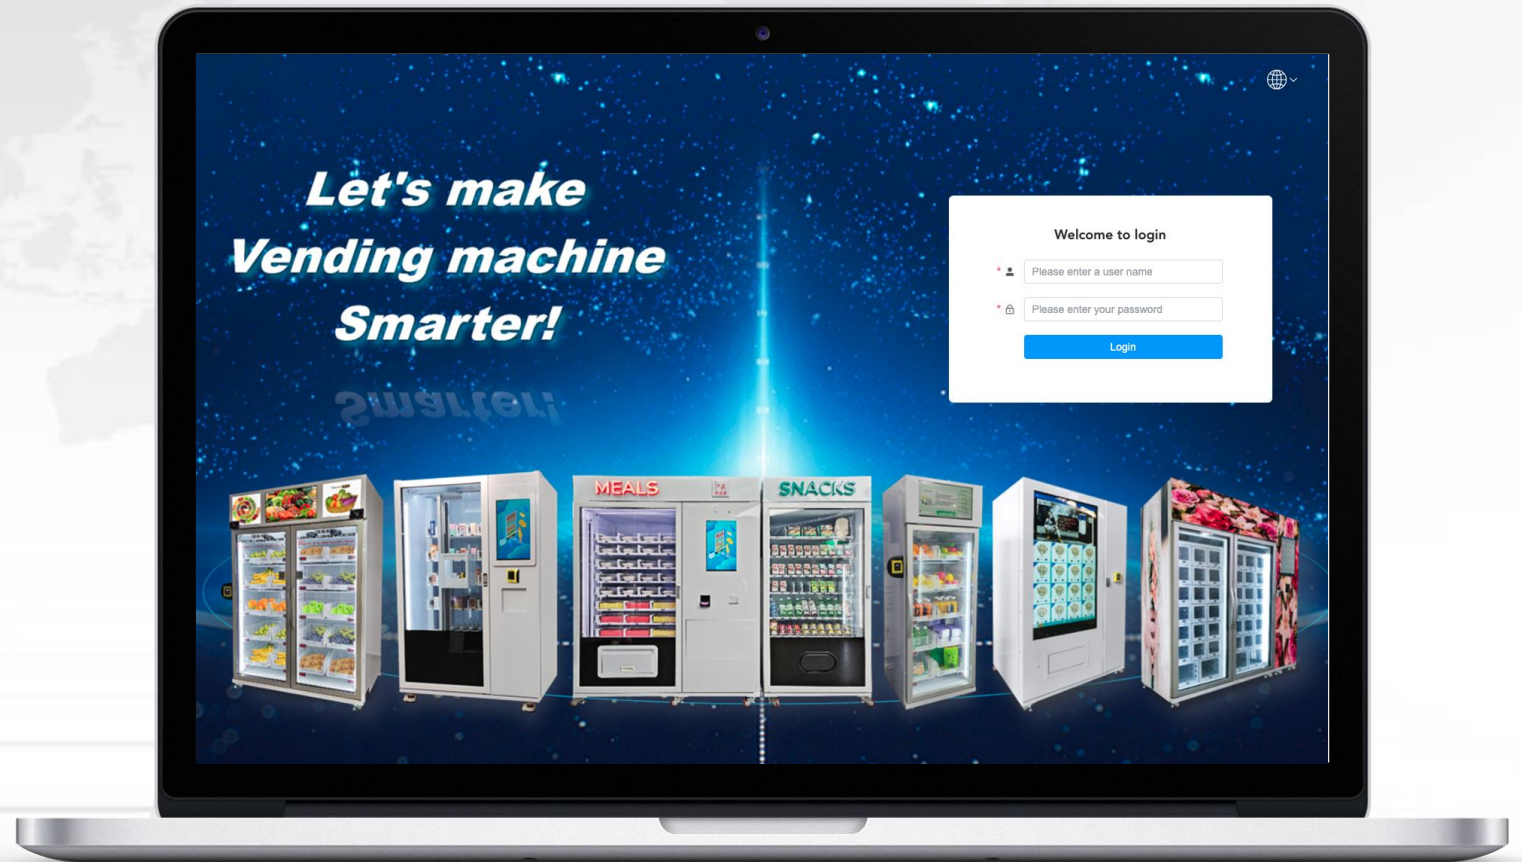 Let's make
Vending machine
Smarter!
Welcome to login
* Please enter a user name
* Please enter your password
Login
MEALS
SNACKS